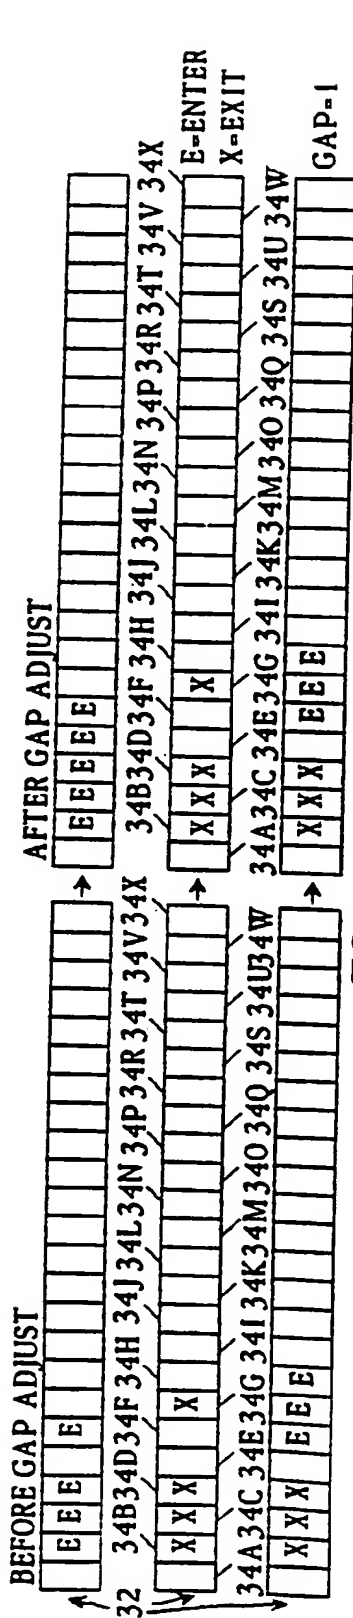 BEFORE GAP ADJUST
E E E E
34B 34D 34F 34H 34J 34L 34N 34P 34R 34T 34V 34X
32
X X X X
34A 34C 34E 34G 34I 34K 34M 34O 34Q 34S 34U 34W
X X X E E E
AFTER GAP ADJUST
E E E E E
34B 34D 34F 34H 34J 34L 34N 34P 34R 34T 34V 34X
X X X X
34A 34C 34E 34G 34I 34K 34M 34O 34Q 34S 34U 34W
X X X E E E
E=ENTER
X=EXIT
GAP=1